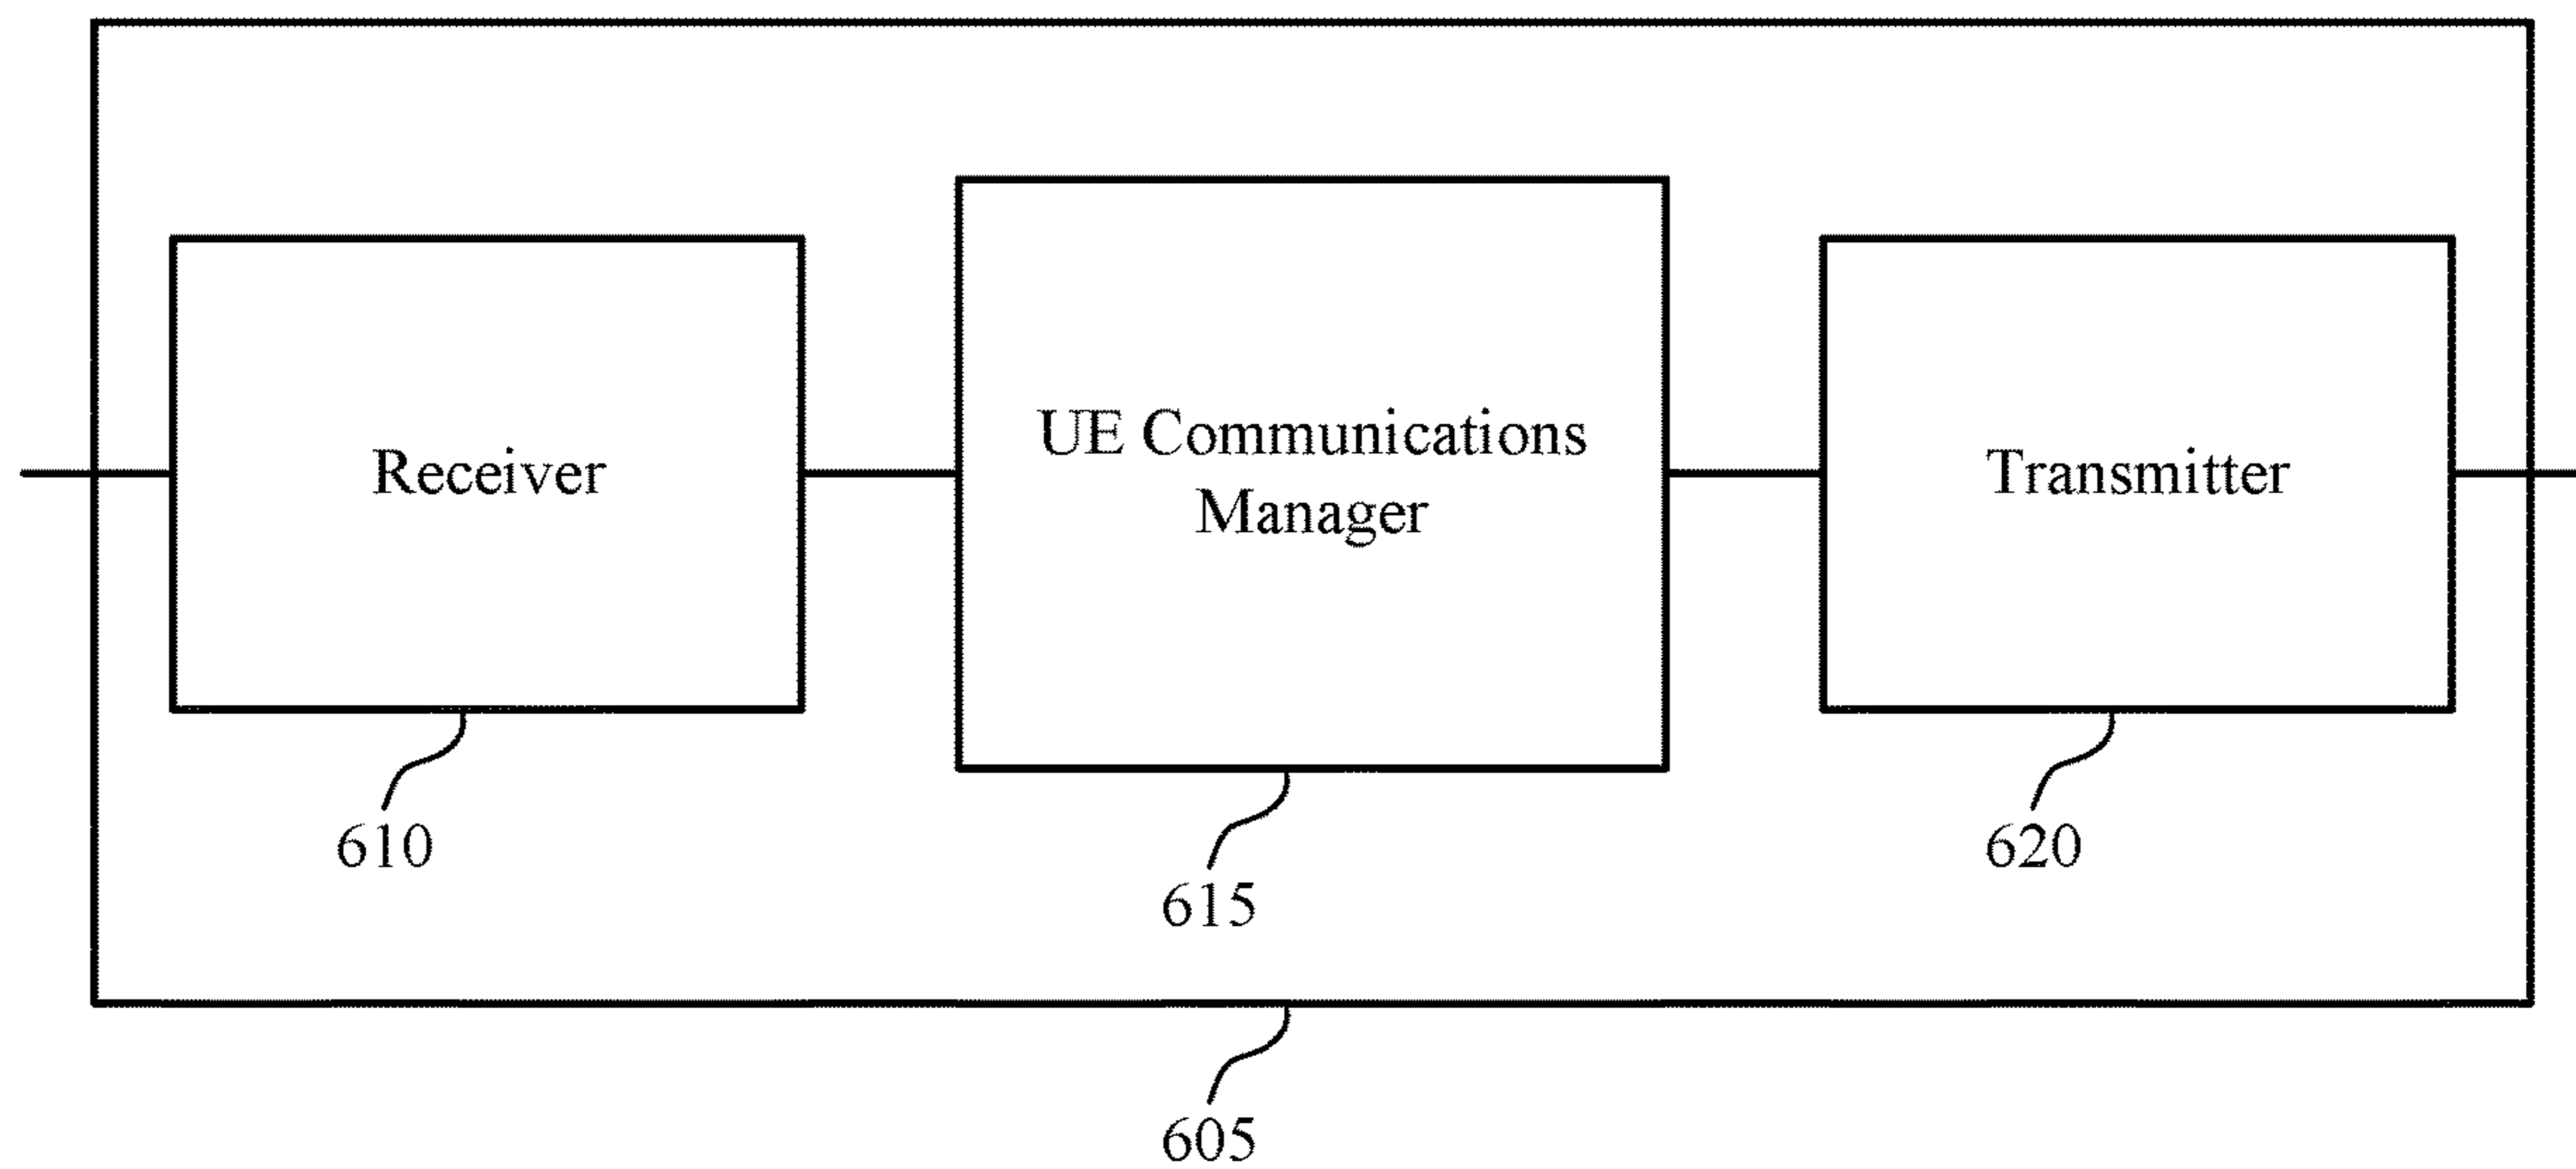 Receiver
UE Communications
Manager
Transmitter
610
615
620
605